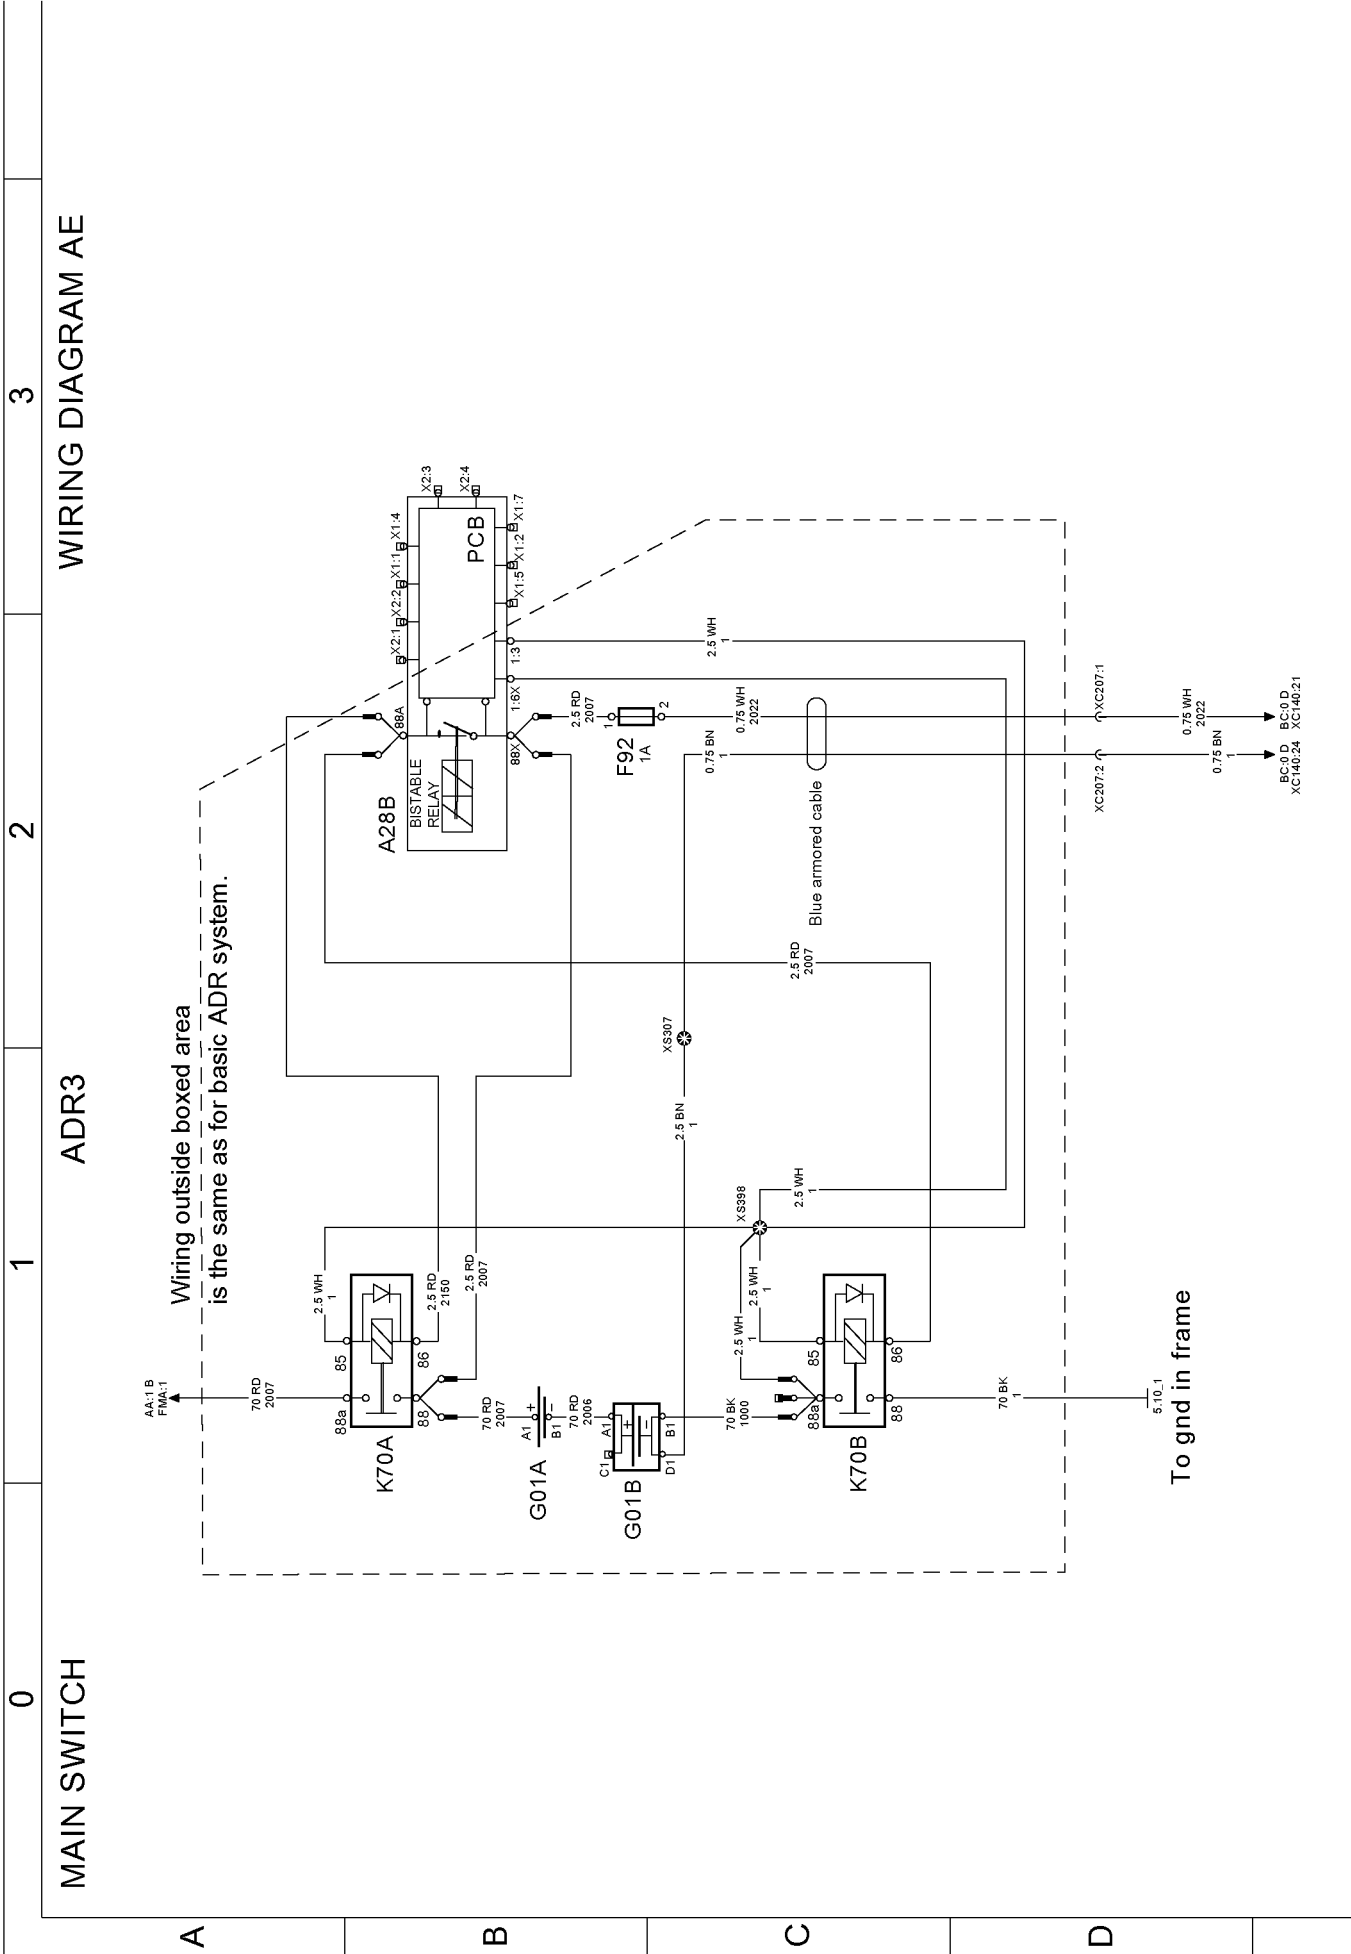 0
1
2
3
MAIN SWITCH
ADR3
WIRING DIAGRAM AE
A
B
C
D
Wiring outside boxed area
is the same as for basic ADR system.
AA:1 B
FMA:1
70 RD
2007
2.5 WH
1
88a
85
K70A
88
86
2.5 RD
2150
2.5 RD
2007
70 RD
2007
A1
+
G01A
B1
−
70 RD
2006
C1
A1
+
−
G01B
D1
B1
70 BK
1000
2.5 BN
1
XS307
2.5 WH
1
2.5 WH
1
XS398
2.5 WH
1
88a
85
K70B
88
86
70 BK
1
5.10_1
To gnd in frame
2.5 RD
2007
A28B
BISTABLE
RELAY
88A
88X
X2:1
X2:2
X1:1
X1:4
X2:3
X2:4
PCB
1:6X
1:3
X1:5
X1:2
X1:7
2.5 RD
2007
1
F92
1A
2
0.75 BN
1
0.75 WH
2022
2.5 WH
1
Blue armored cable
XC207:2
XC207:1
0.75 WH
2022
0.75 BN
1
BC:0 D
XC140:24
BC:0 D
XC140:21